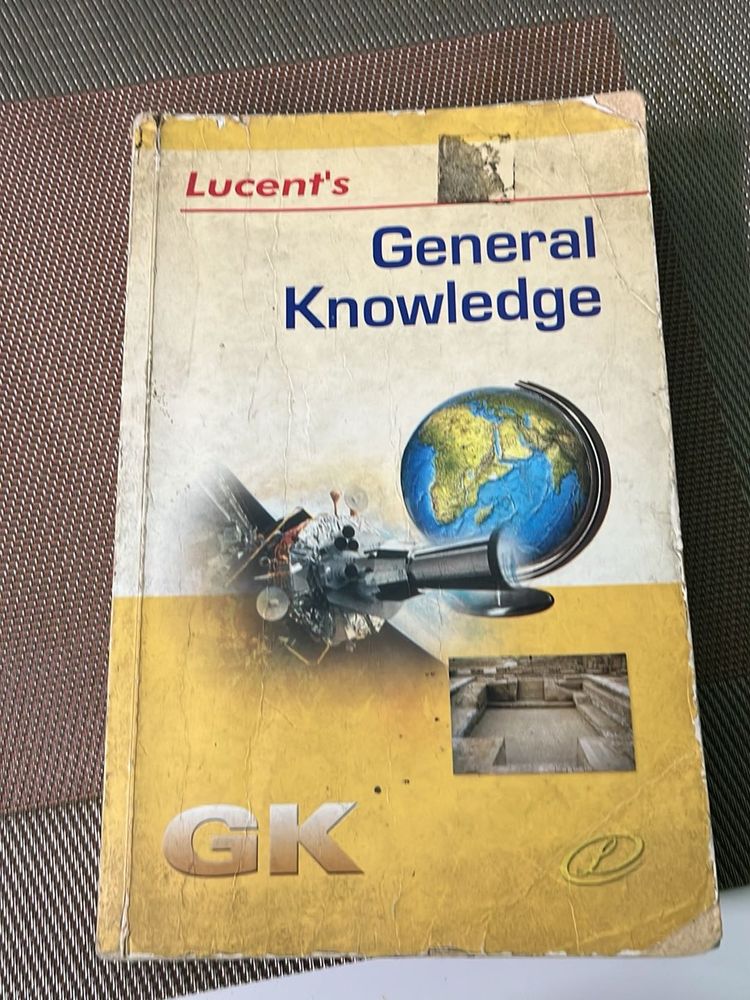 Lucent's
General
Knowledge
GK